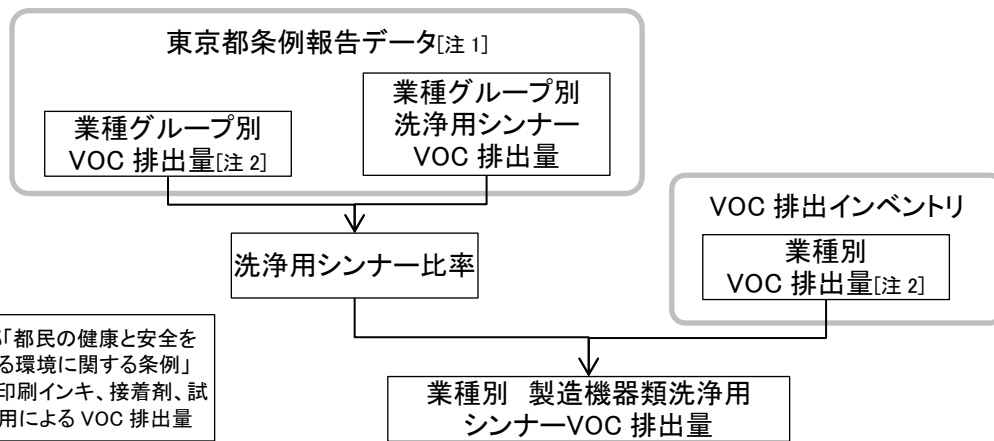 東京都条例報告データ[注 1]
業種グループ別
VOC 排出量[注 2]
業種グループ別
洗浄用シンナー
VOC 排出量
洗浄用シンナー比率
VOC 排出インベントリ
業種別
VOC 排出量[注 2]
「都民の健康と安全を
る環境に関する条例」
印刷インキ、接着剤、試
用による VOC 排出量
業種別 製造機器類洗浄用
シンナーVOC 排出量